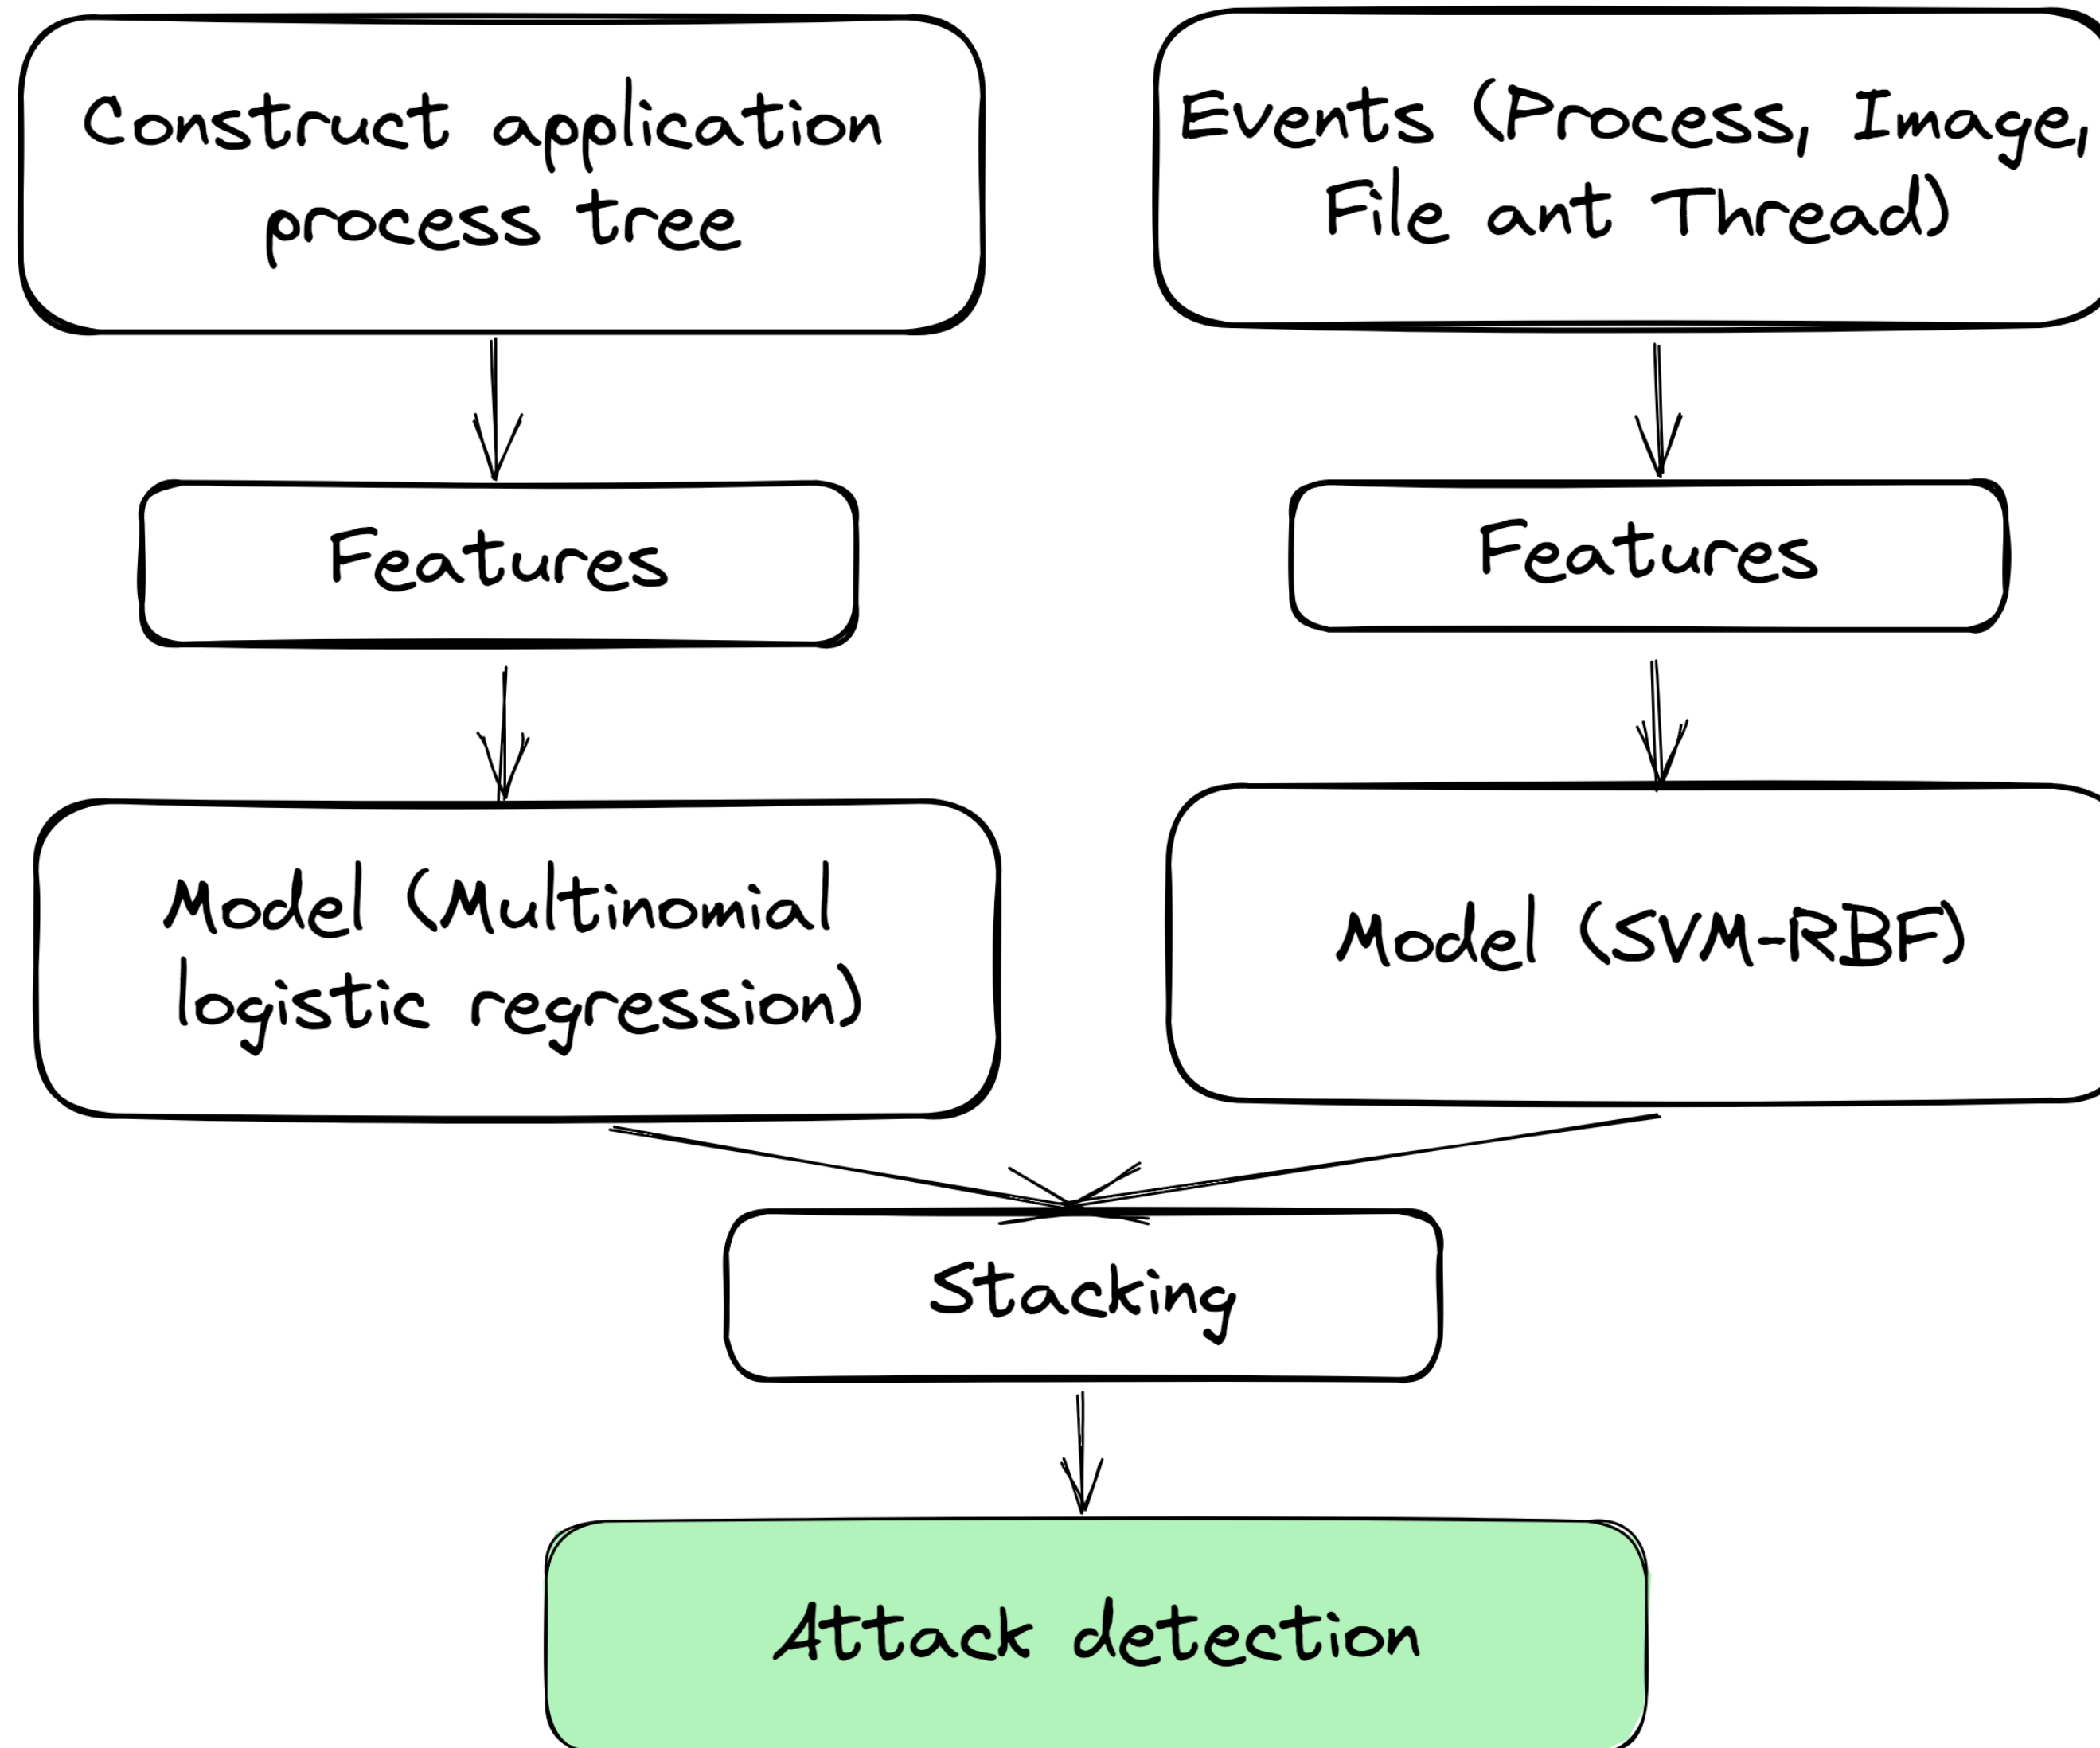 Construct application
process tree
Events (Process, Image,
File ant Thread)
Features
Features
Model (Multinomial
logistic regression)
Model (SVM-RBF)
Stacking
Attack detection